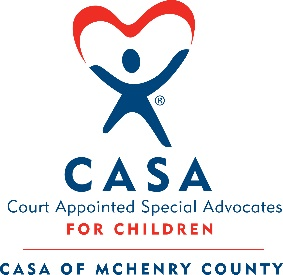 ®
CASA
Court Appointed Special Advocates
FOR CHILDREN
CASA OF MCHENRY COUNTY